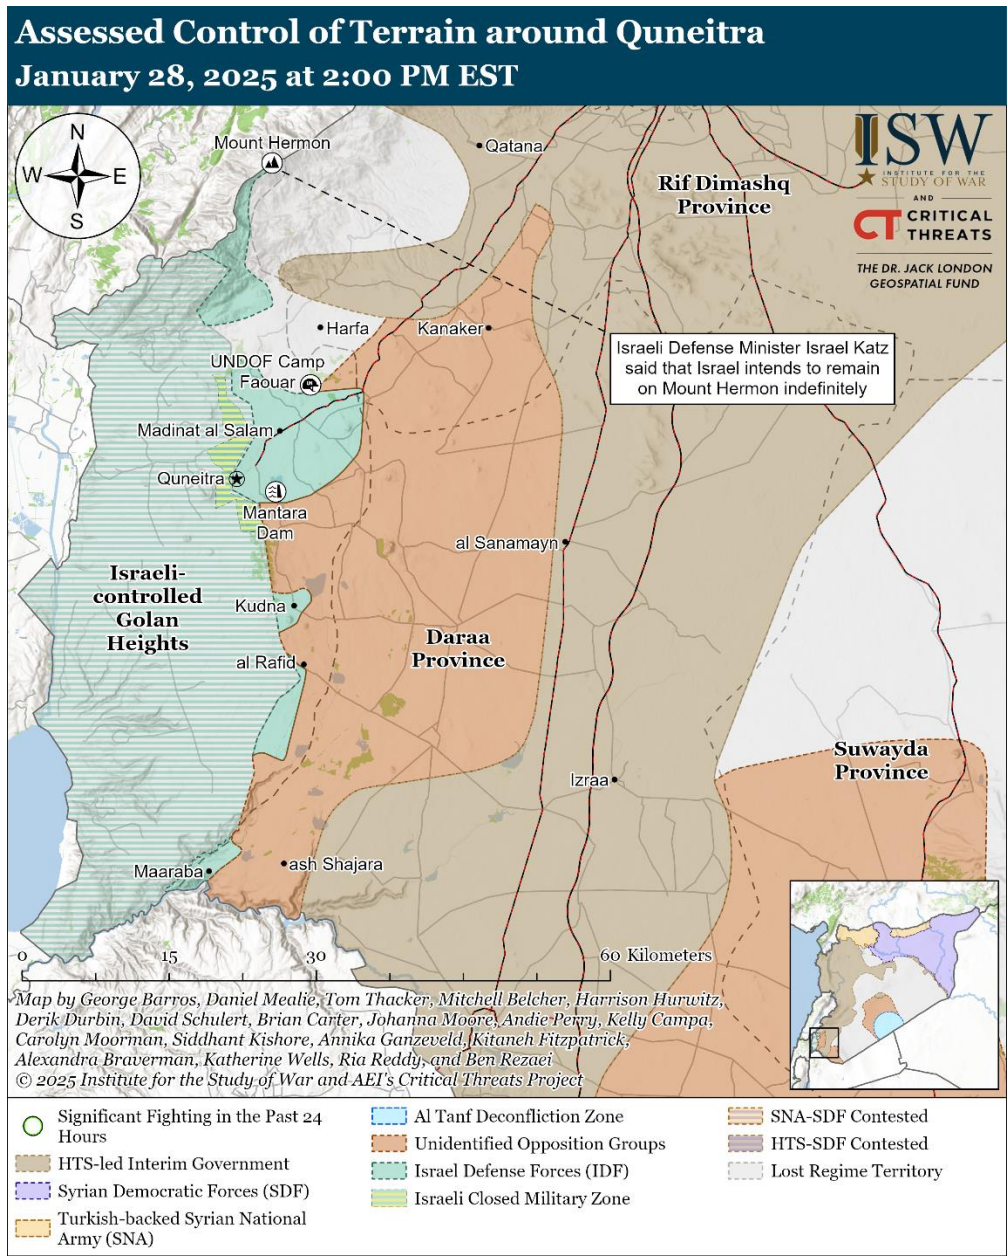 Assessed Control of Terrain around Quneitra
January 28, 2025 at 2:00 PM EST
N
W
E
S
Mount Hermon
Qatana
Rif Dimashq
Province
ISW
INSTITUTE FOR THE
STUDY OF WAR
AND
CT CRITICAL
THREATS
THE DR. JACK LONDON
GEOSPATIAL FUND
Harfa
Kanaker
Israeli Defense Minister Israel Katz
said that Israel intends to remain
on Mount Hermon indefinitely
UNDOF Camp
Faouar
Madinat al Salam
Quneitra
Mantara
Dam
al Sanamayn
Israeli-
controlled
Golan
Heights
Kudna
Daraa
Province
al Rafid
Suwayda
Province
Izraa
Maaraba
ash Shajara
0
15
30
60 Kilometers
Map by George Barros, Daniel Mealie, Tom Thacker, Mitchell Belcher, Harrison Hurwitz,
Derik Durbin, David Schulert, Brian Carter, Johanna Moore, Andie Perry, Kelly Campa,
Carolyn Moorman, Siddhant Kishore, Annika Ganzeveld, Kitaneh Fitzpatrick,
Alexandra Braverman, Katherine Wells, Ria Reddy, and Ben Rezaei
© 2025 Institute for the Study of War and AEI's Critical Threats Project
Significant Fighting in the Past 24
Hours
HTS-led Interim Government
Syrian Democratic Forces (SDF)
Turkish-backed Syrian National
Army (SNA)
Al Tanf Deconfliction Zone
Unidentified Opposition Groups
Israel Defense Forces (IDF)
Israeli Closed Military Zone
SNA-SDF Contested
HTS-SDF Contested
Lost Regime Territory